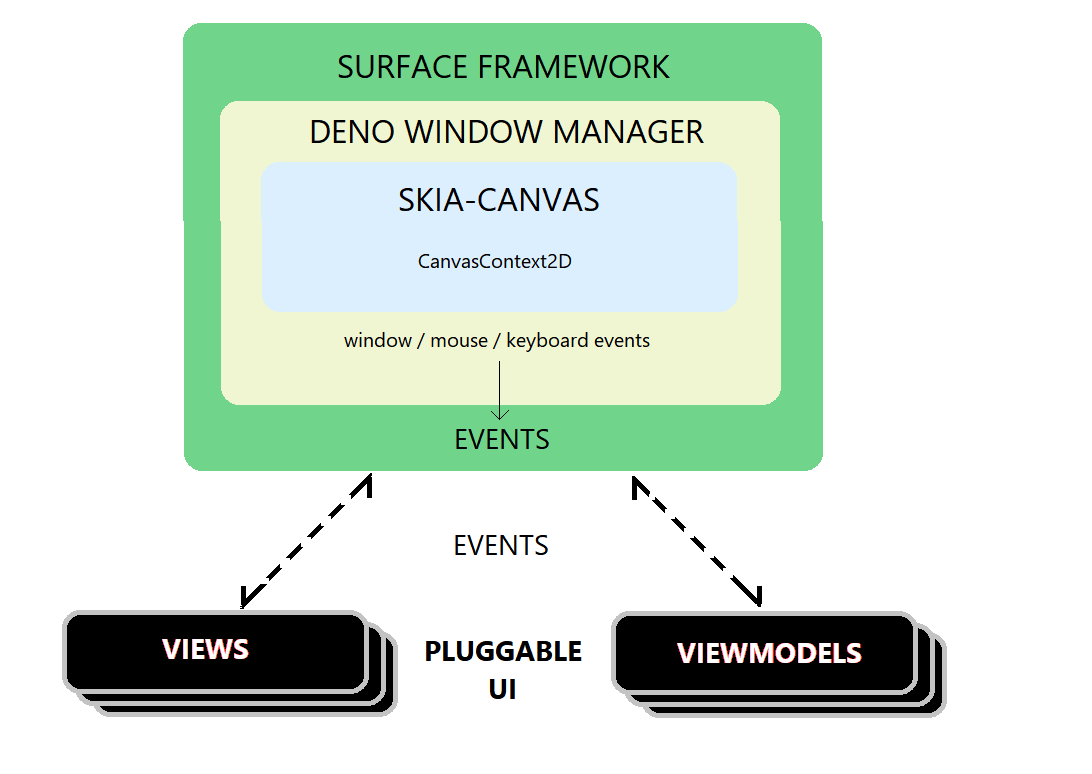 SURFACE FRAMEWORK
DENO WINDOW MANAGER
SKIA-CANVAS
CanvasContext2D
window / mouse / keyboard events
EVENTS
EVENTS
VIEWS
PLUGGABLE
UI
VIEWMODELS